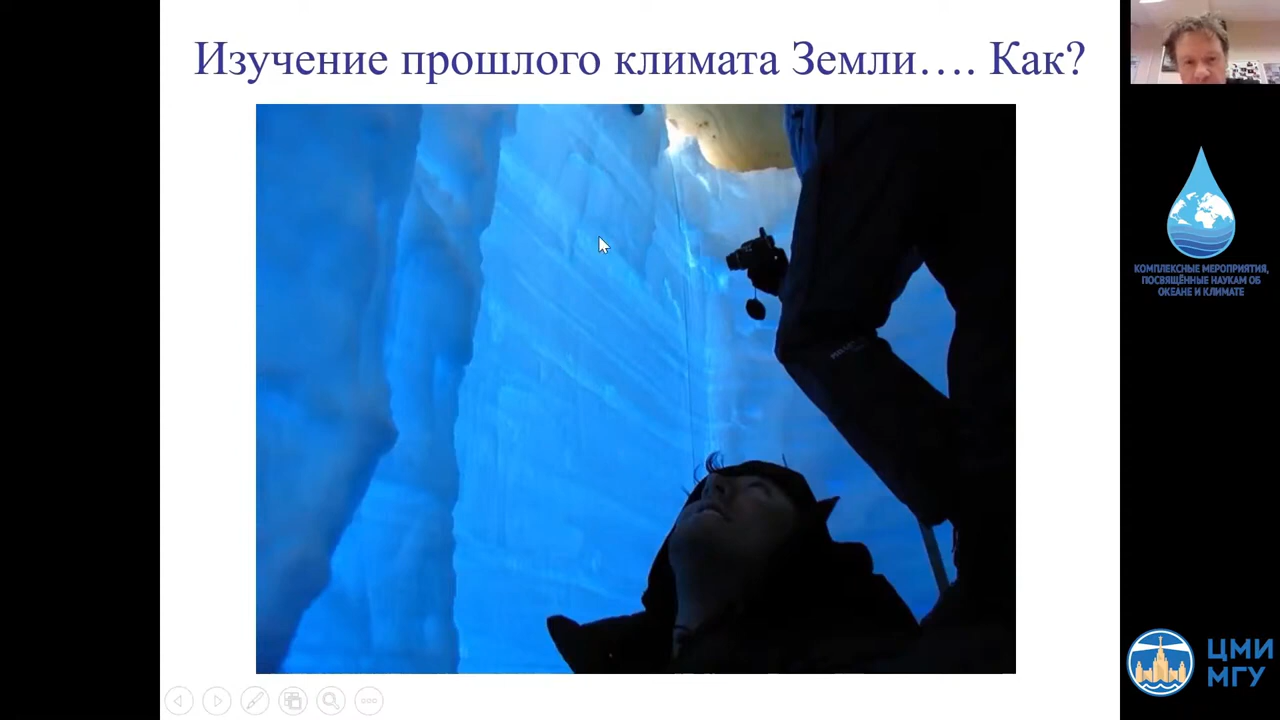 Изучение прошлого климата Земли…. Как?
КОМПЛЕКСНЫЕ МЕРОПРИЯТИЯ,
ПОСВЯЩЁННЫЕ НАУКАМ ОБ
ОКЕАНЕ И КЛИМАТЕ
ЦМИ
МГУ